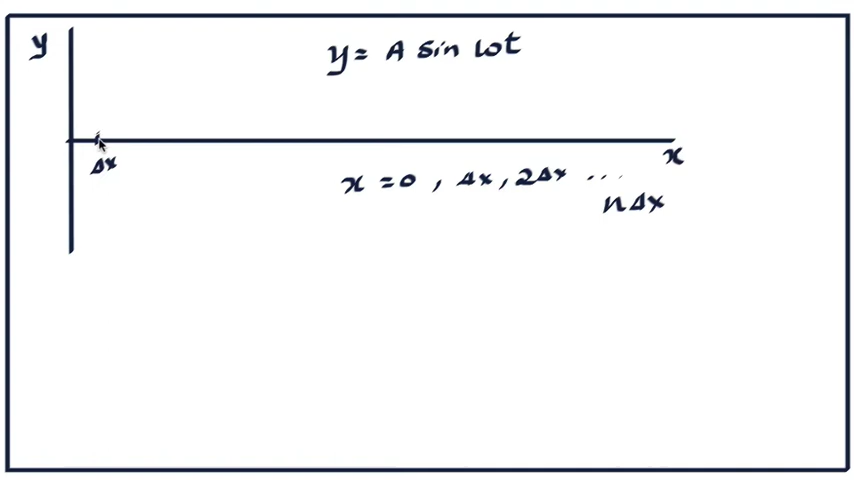 y
y = A sin ωt
x
Δx
x = 0, Δx, 2Δx ...
nΔx